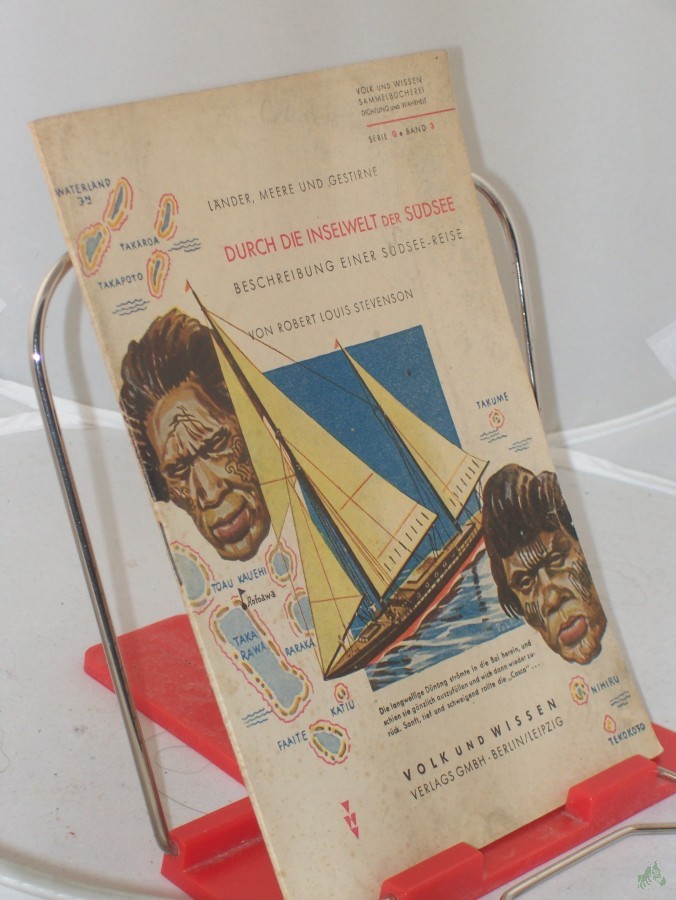 VOLK UND WISSEN
SAMMELBÜCHEREI
DICHTUNG UND WAHRHEIT
SERIE G • BAND 3
LÄNDER, MEERE UND GESTIRNE
DURCH DIE INSELWELT DER SÜDSEE
BESCHREIBUNG EINER SÜDSEE-REISE
VON ROBERT LOUIS STEVENSON
WATERLAND
TAKAROA
TAKAPOTO
TAKUME
TOAU
KAUEHI
Rotoawa
TAKA
RAWA
RARAKA
KATIU
FAAITE
NIHIRU
TEKOKOTO
Die langwellige Dünung strömte in die Bai herein, und
schien sie gänzlich auszufüllen und wich dann wieder zu-
rück. Sanft, tief und schweigend rollte die „Casco" ...
VOLK UND WISSEN
VERLAGS GMBH · BERLIN/LEIPZIG